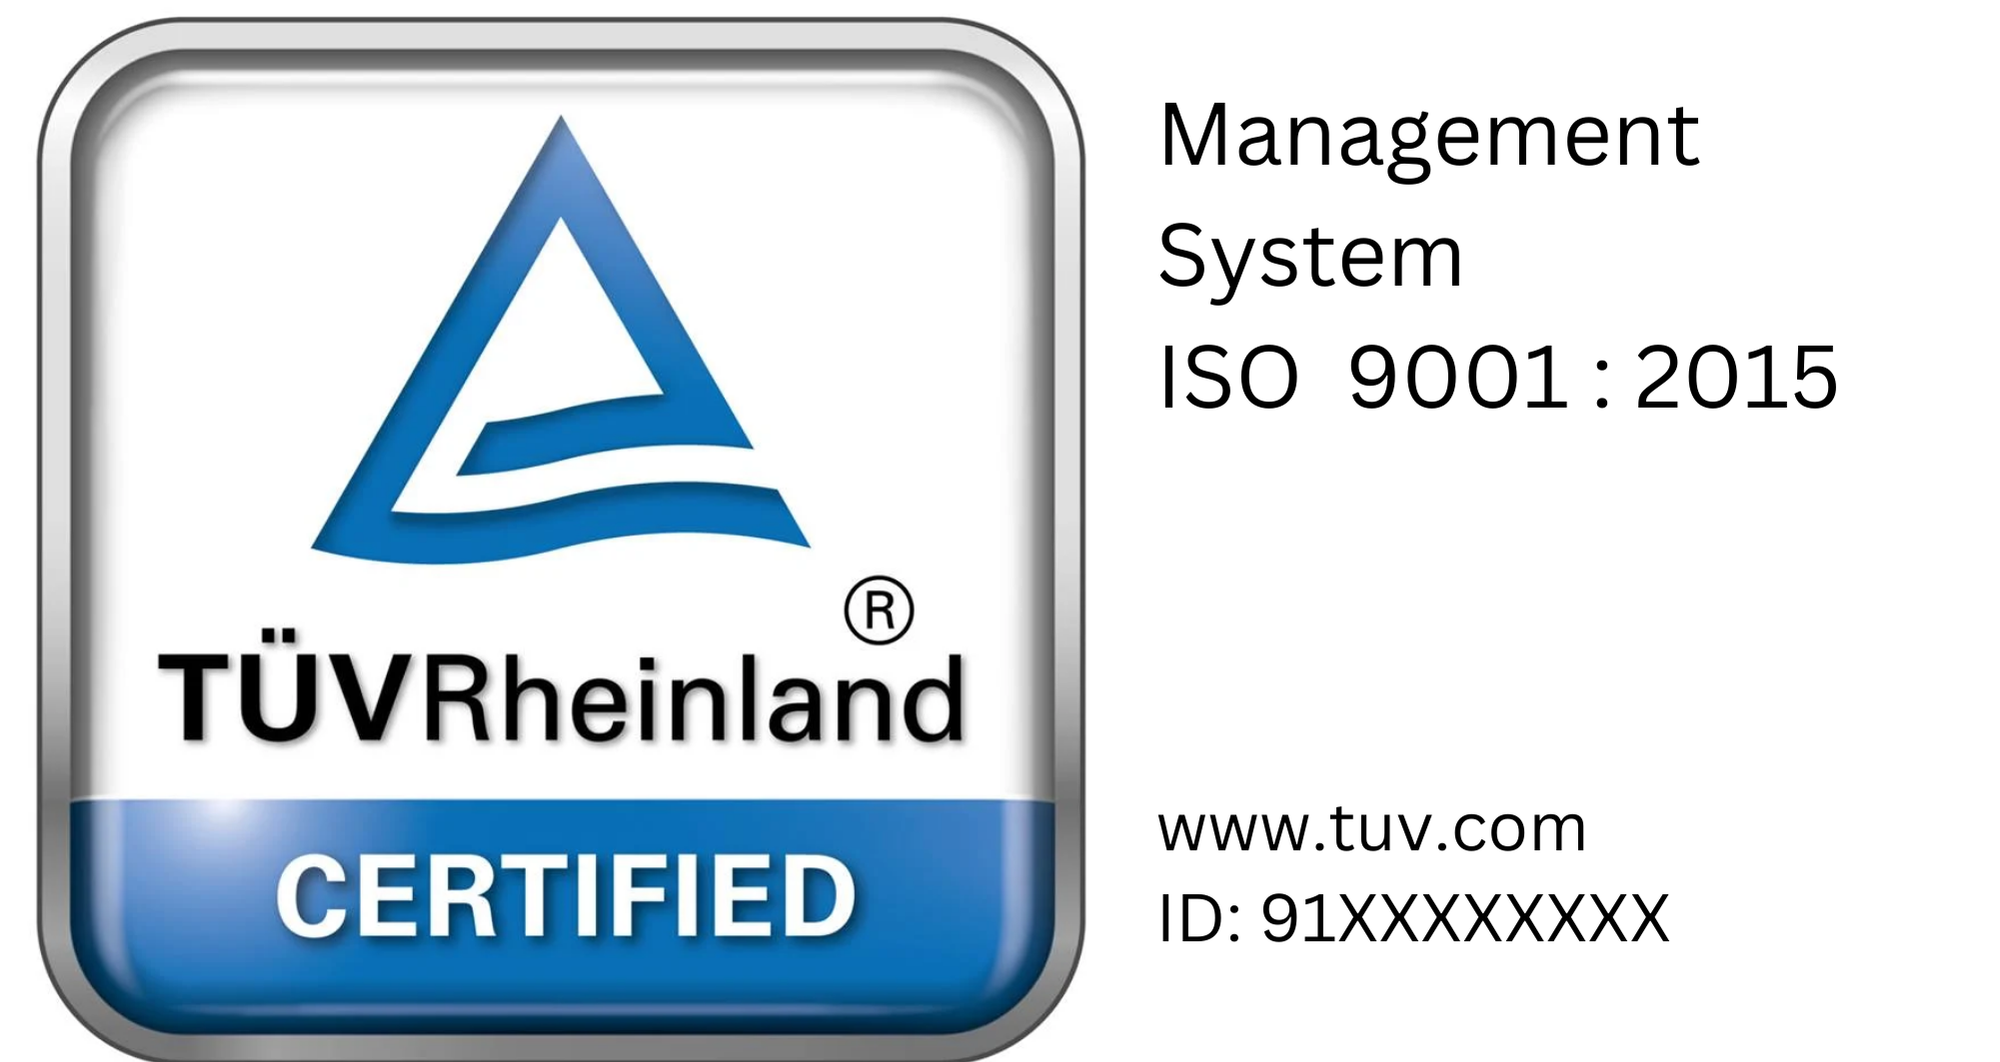 ®
TÜVRheinland
CERTIFIED
Management
System
ISO 9001 : 2015
www.tuv.com
ID: 91XXXXXXXX